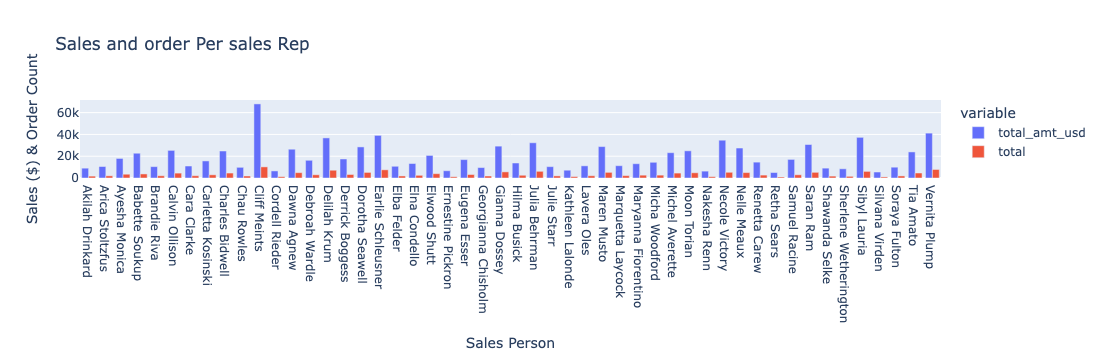 Sales and order Per sales Rep
Sales ($) & Order Count
60k
40k
20k
0
Akilah Drinkard
Arica Stoltzfus
Ayesha Monica
Babette Soukup
Brandie Riva
Calvin Ollison
Cara Clarke
Carletta Kosinski
Charles Bidwell
Chau Rowles
Cliff Meints
Cordell Rieder
Dawna Agnew
Debroah Wardle
Delilah Krum
Derrick Boggess
Dorotha Seawell
Earlie Schleusner
Elba Felder
Elna Condello
Elwood Shutt
Ernestine Pickron
Eugena Esser
Georgianna Chisholm
Gianna Dossey
Hilma Busick
Julia Behrman
Julie Starr
Kathleen Lalonde
Lavera Oles
Maren Musto
Marquetta Laycock
Maryanna Fiorentino
Micha Woodford
Michel Averette
Moon Torian
Nakesha Renn
Necole Victory
Nelle Meaux
Renetta Carew
Retha Sears
Samuel Racine
Saran Ram
Shawanda Selke
Sherlene Wetherington
Sibyl Lauria
Silvana Virden
Soraya Fulton
Tia Amato
Vernita Plump
Sales Person
variable
total_amt_usd
total